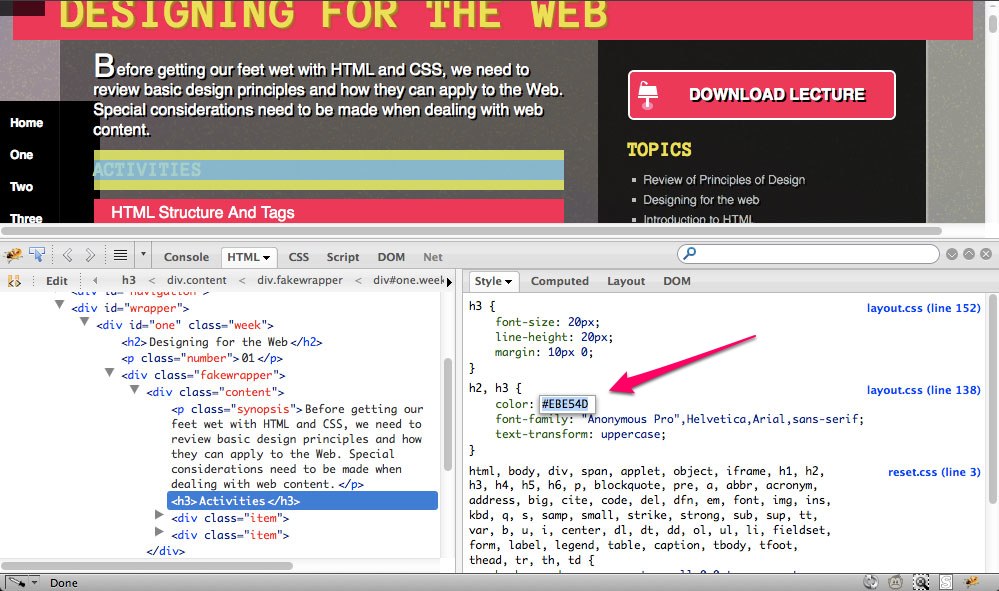 DESIGNING FOR THE WEB
Before getting our feet wet with HTML and CSS, we need to
review basic design principles and how they can apply to the Web.
Special considerations need to be made when dealing with web
content.
ACTIVITIES
HTML Structure And Tags
Home
One
Two
Three
DOWNLOAD LECTURE
TOPICS
Review of Principles of Design
Designing for the web
Introduction to HTML
Console HTML CSS Script DOM Net
Edit h3 < div.content < div.fakewrapper < div#one.week
Style Computed Layout DOM
<div id="navigation">
<div id="wrapper">
<div id="one" class="week">
<h2>Designing for the Web</h2>
<p class="number">01</p>
<div class="fakewrapper">
<div class="content">
<p class="synopsis">Before getting our
feet wet with HTML and CSS, we need to
review basic design principles and how
they can apply to the Web. Special
considerations need to be made when
dealing with web content.</p>
<h3>Activities</h3>
<div class="item">
<div class="item">
</div>
h3 { layout.css (line 152)
font-size: 20px;
line-height: 20px;
margin: 10px 0;
}
h2, h3 { layout.css (line 138)
color: #EBE54D
font-family: "Anonymous Pro",Helvetica,Arial,sans-serif;
text-transform: uppercase;
}
html, body, div, span, applet, object, iframe, h1, h2, reset.css (line 3)
h3, h4, h5, h6, p, blockquote, pre, a, abbr, acronym,
address, big, cite, code, del, dfn, em, font, img, ins,
kbd, q, s, samp, small, strike, strong, sub, sup, tt,
var, b, u, i, center, dl, dt, dd, ol, ul, li, fieldset,
form, label, legend, table, caption, tbody, tfoot,
thead, tr, th, td {
Done